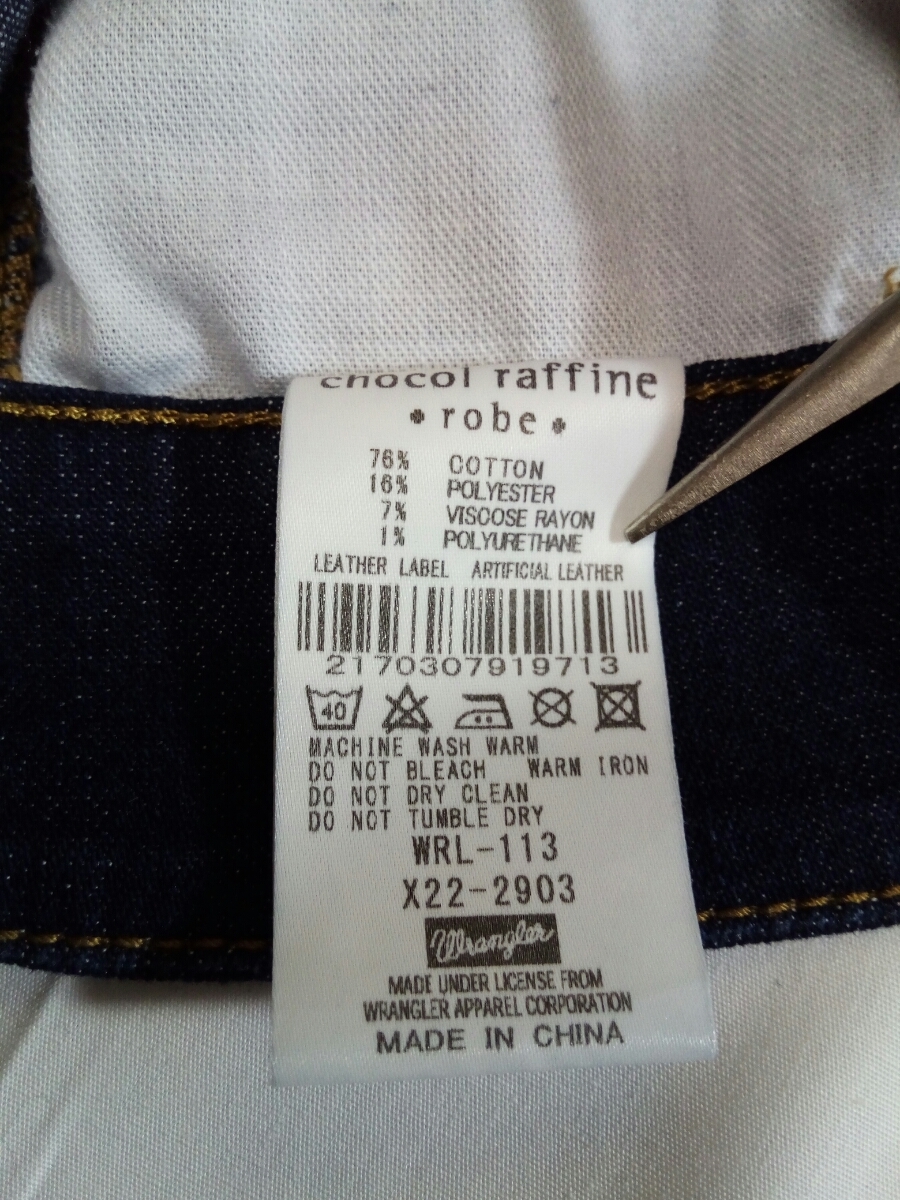 chocol raffine
• robe •
76% COTTON
16% POLYESTER
7% VISCOSE RAYON
1% POLYURETHANE
LEATHER LABEL ARTIFICIAL LEATHER
2170307919713
40
MACHINE WASH WARM
DO NOT BLEACH WARM IRON
DO NOT DRY CLEAN
DO NOT TUMBLE DRY
WRL-113
X22-2903
Wrangler
MADE UNDER LICENSE FROM
WRANGLER APPAREL CORPORATION
MADE IN CHINA